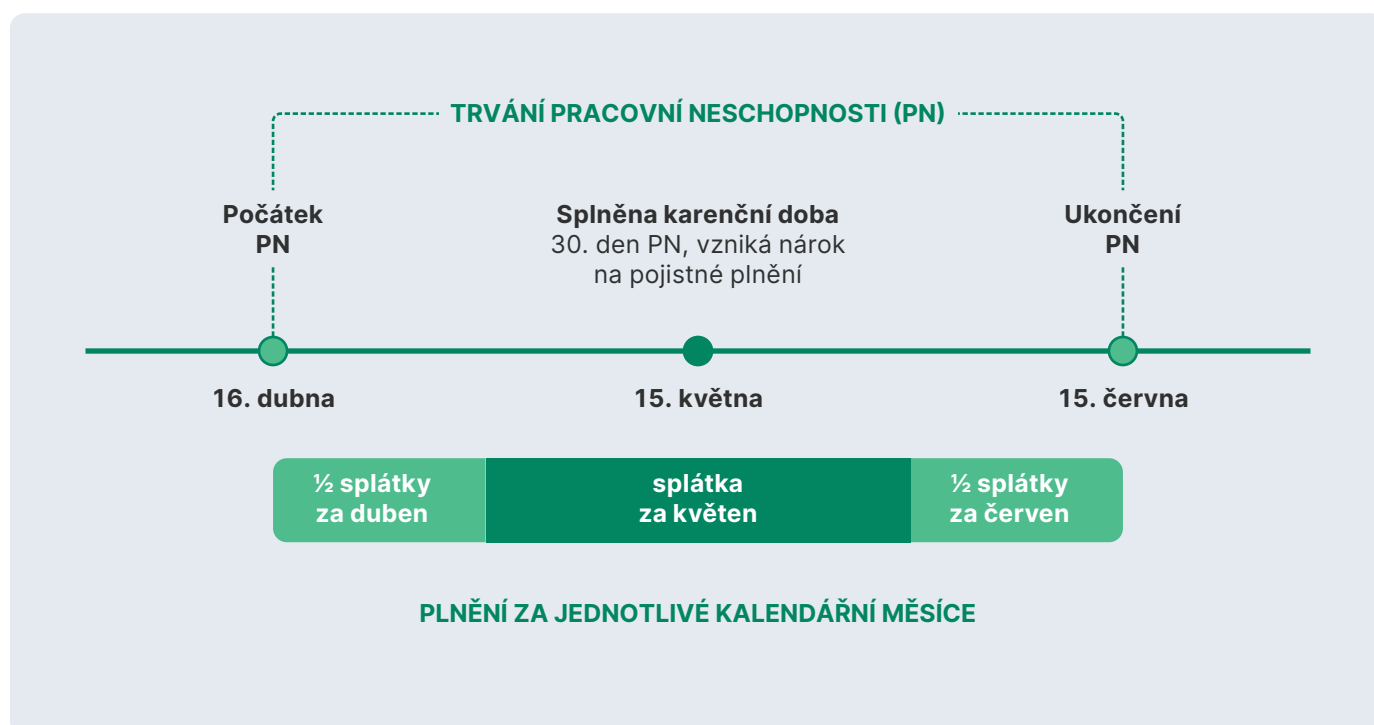 TRVÁNÍ PRACOVNÍ NESCHOPNOSTI (PN)
Počátek
PN
Splněna karenční doba
30. den PN, vzniká nárok
na pojistné plnění
Ukončení
PN
16. dubna
15. května
15. června
½ splátky
za duben
splátka
za květen
½ splátky
za červen
PLNĚNÍ ZA JEDNOTLIVÉ KALENDÁŘNÍ MĚSÍCE